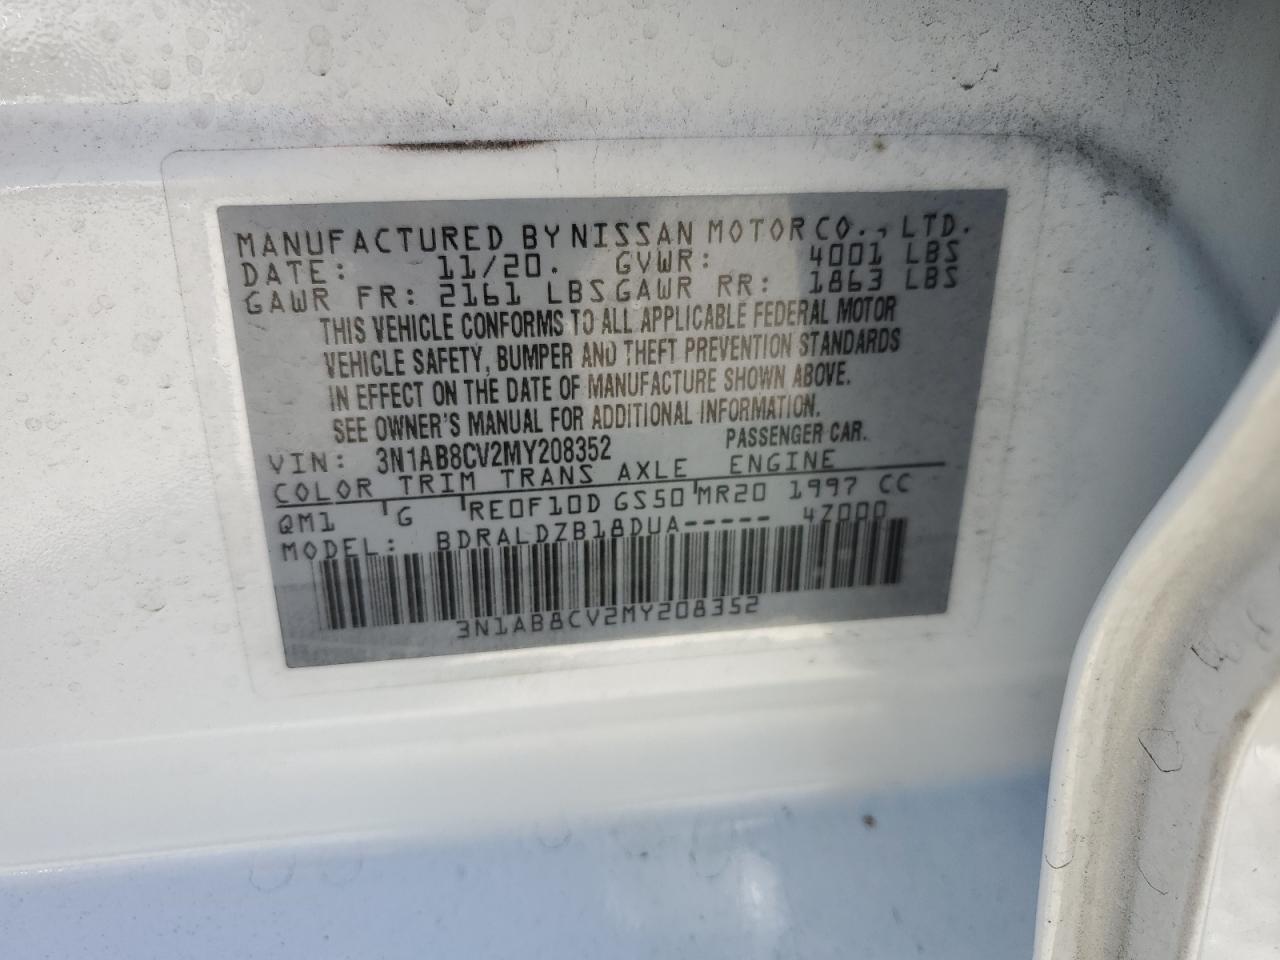 MANUFACTURED BY NISSAN MOTOR CO., LTD.
DATE: 11/20. GVWR: 4001 LBS
GAWR FR: 2161 LBS GAWR RR: 1863 LBS
THIS VEHICLE CONFORMS TO ALL APPLICABLE FEDERAL MOTOR
VEHICLE SAFETY, BUMPER AND THEFT PREVENTION STANDARDS
IN EFFECT ON THE DATE OF MANUFACTURE SHOWN ABOVE.
SEE OWNER'S MANUAL FOR ADDITIONAL INFORMATION.
VIN: 3N1AB8CV2MY208352 PASSENGER CAR.
COLOR TRIM TRANS AXLE ENGINE
QM1 G RE0F10D GS50 MR20 1997 CC
MODEL: BDRALDZB18DUA----- 4Z000
3N1AB8CV2MY208352